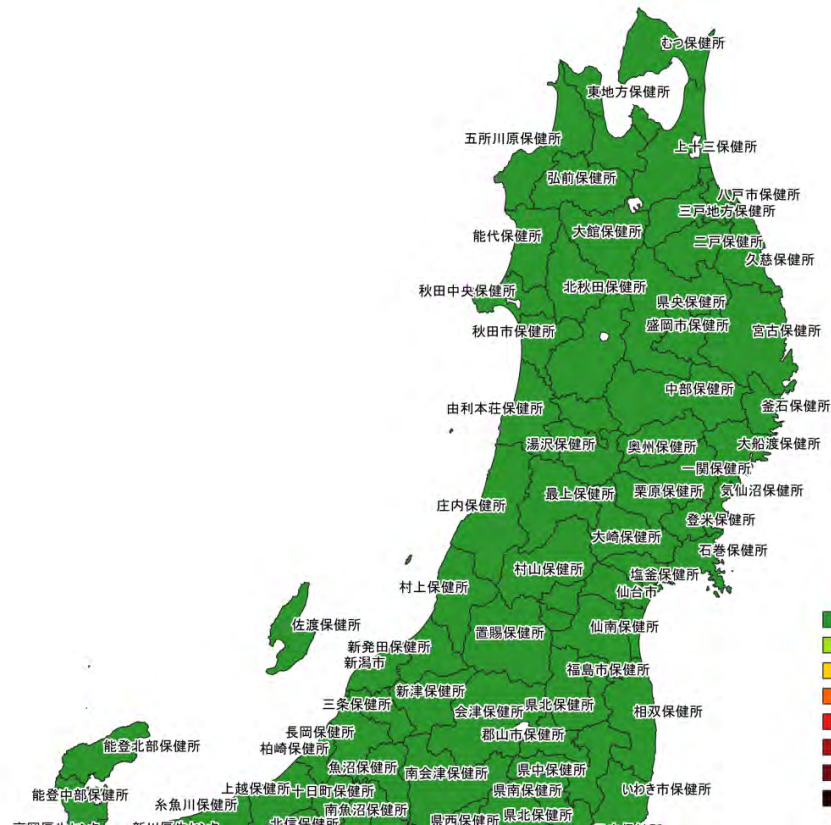 むつ保健所
東地方保健所
五所川原保健所
上十三保健所
弘前保健所
八戸市保健所
三戸地方保健所
能代保健所
大館保健所
二戸保健所
久慈保健所
秋田中央保健所
北秋田保健所
県央保健所
秋田市保健所
盛岡市保健所
宮古保健所
中部保健所
由利本荘保健所
釜石保健所
湯沢保健所
奥州保健所
大船渡保健所
一関保健所
最上保健所
栗原保健所
気仙沼保健所
庄内保健所
登米保健所
大崎保健所
石巻保健所
村山保健所
塩釜保健所
村上保健所
仙台市
佐渡保健所
置賜保健所
仙南保健所
新発田保健所
新潟市
福島市保健所
新津保健所
三条保健所
会津保健所
県北保健所
相双保健所
長岡保健所
郡山市保健所
能登北部保健所
柏崎保健所
魚沼保健所
南会津保健所
県中保健所
上越保健所
十日町保健所
県南保健所
いわき市保健所
能登中部保健所
糸魚川保健所
南魚沼保健所
県西保健所
県北保健所
北信保健所